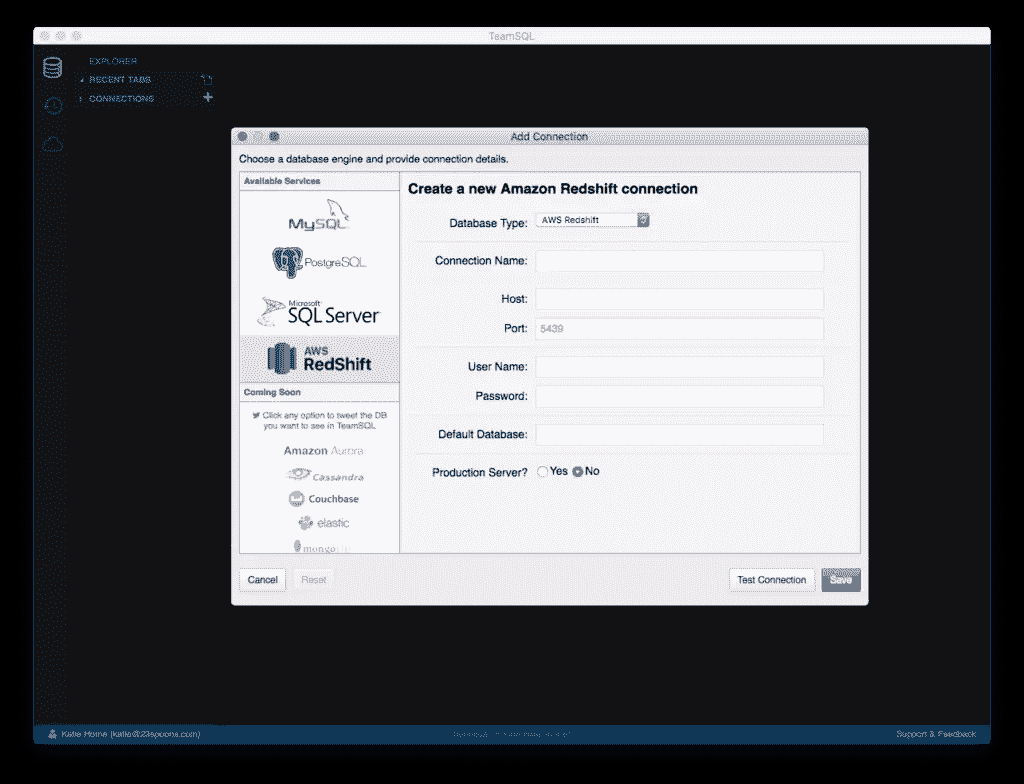 TeamSQL
EXPLORER
RECENT TABS
CONNECTIONS
Add Connection
Choose a database engine and provide connection details.
Available Services
MySQL
PostgreSQL
Microsoft
SQL Server
AWS
RedShift
Coming Soon
Click any option to tweet the DB
you want to see in TeamSQL
Amazon Aurora
Cassandra
Couchbase
elastic
mongo
Create a new Amazon Redshift connection
Database Type: AWS Redshift
Connection Name:
Host:
Port: 5439
User Name:
Password:
Default Database:
Production Server? Yes No
Cancel
Reset
Test Connection
Save
Katie Horne (katie@23spoons.com)
Support & Feedback